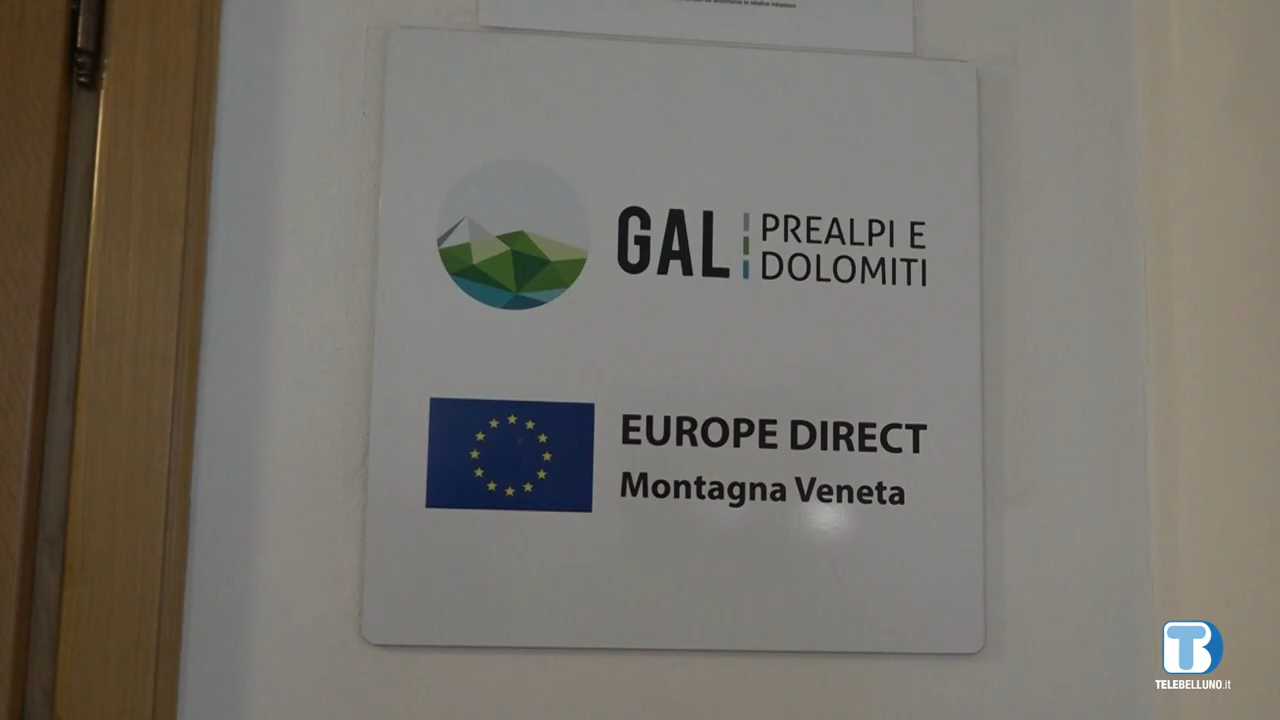 GAL
PREALPI E
DOLOMITI
EUROPE DIRECT
Montagna Veneta
TELEBELLUNO.it